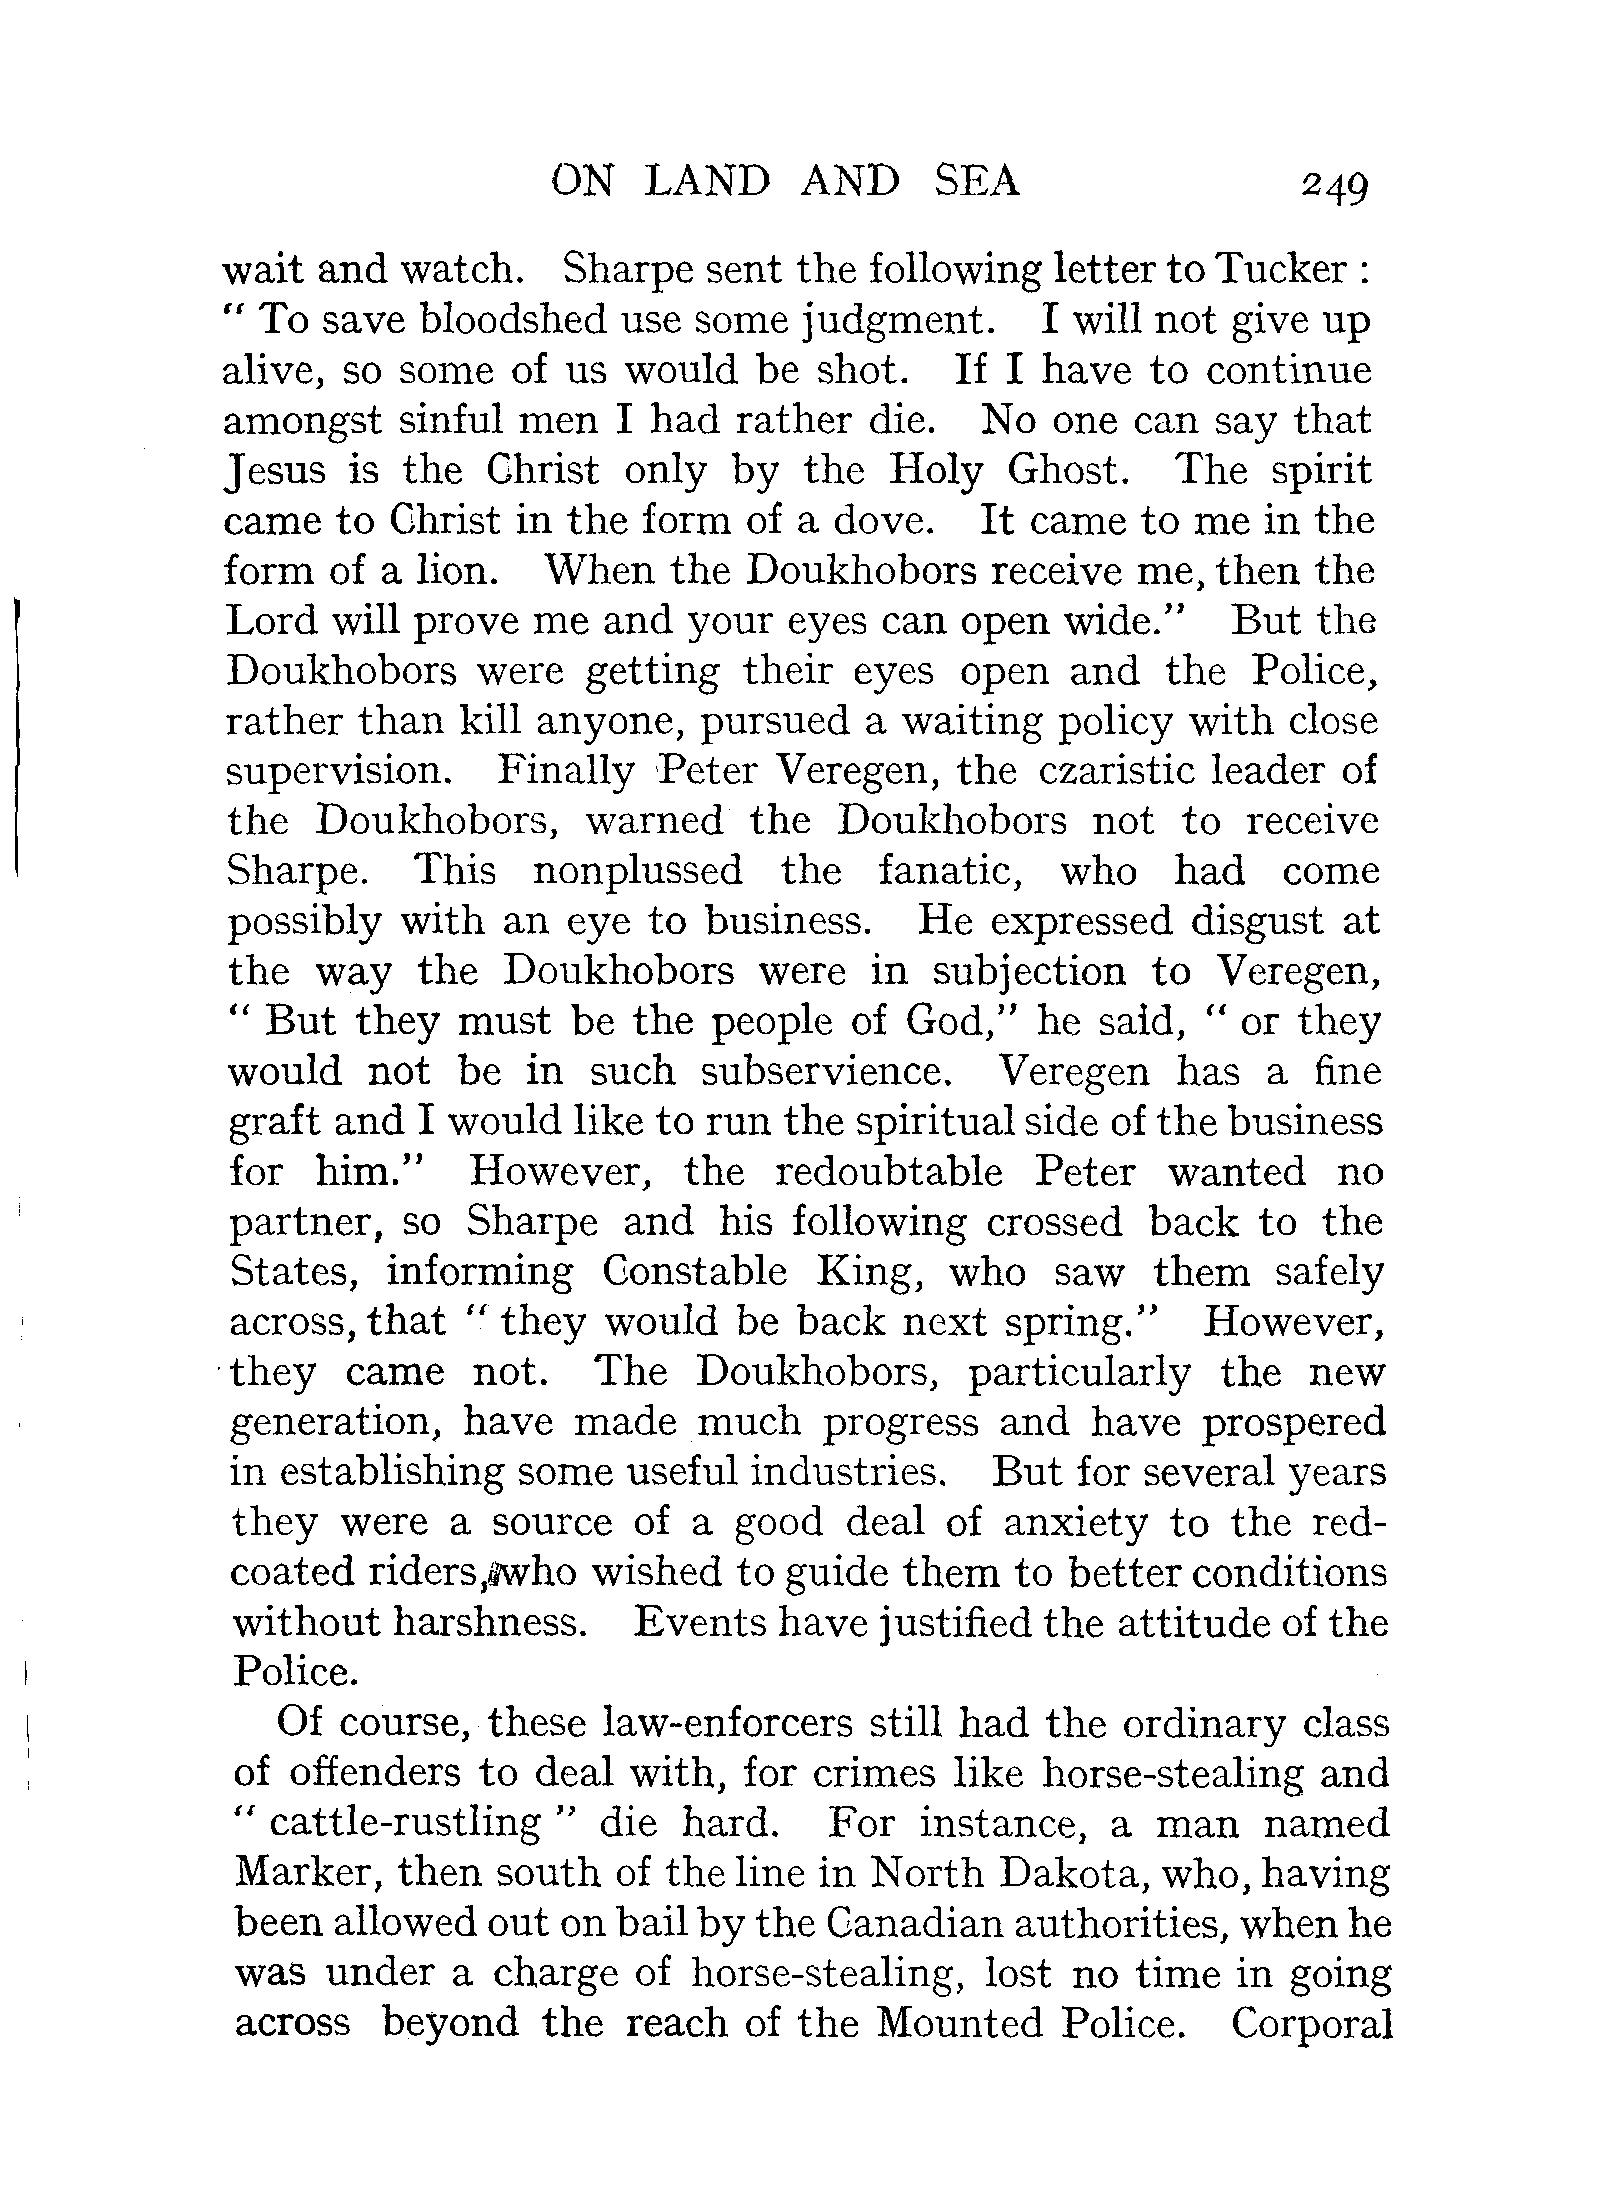 ON LAND AND SEA 249
wait and watch. Sharpe sent the following letter to Tucker :
“ To save bloodshed use some judgment. I will not give up
alive, so some of us would be shot. If I have to continue
amongst sinful men I had rather die. No one can say that
Jesus is the Christ only by the Holy Ghost. The spirit
came to Christ in the form of a dove. It came to me in the
form of a lion. When the Doukhobors receive me, then the
Lord will prove me and your eyes can open wide.” But the
Doukhobors were getting their eyes open and the Police,
rather than kill anyone, pursued a waiting policy with close
supervision. Finally Peter Veregen, the czaristic leader of
the Doukhobors, warned the Doukhobors not to receive
Sharpe. This nonplussed the fanatic, who had come
possibly with an eye to business. He expressed disgust at
the way the Doukhobors were in subjection to Veregen,
“ But they must be the people of God,” he said, “ or they
would not be in such subservience. Veregen has a fine
graft and I would like to run the spiritual side of the business
for him.” However, the redoubtable Peter wanted no
partner, so Sharpe and his following crossed back to the
States, informing Constable King, who saw them safely
across, that “ they would be back next spring.” However,
they came not. The Doukhobors, particularly the new
generation, have made much progress and have prospered
in establishing some useful industries. But for several years
they were a source of a good deal of anxiety to the red-
coated riders, who wished to guide them to better conditions
without harshness. Events have justified the attitude of the
Police.
Of course, these law-enforcers still had the ordinary class
of offenders to deal with, for crimes like horse-stealing and
“ cattle-rustling ” die hard. For instance, a man named
Marker, then south of the line in North Dakota, who, having
been allowed out on bail by the Canadian authorities, when he
was under a charge of horse-stealing, lost no time in going
across beyond the reach of the Mounted Police. Corporal